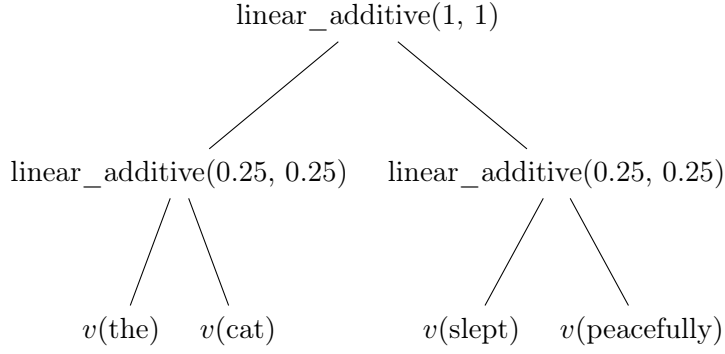 linear_additive(1, 1)
linear_additive(0.25, 0.25) linear_additive(0.25, 0.25)
v(the) v(cat) v(slept) v(peacefully)